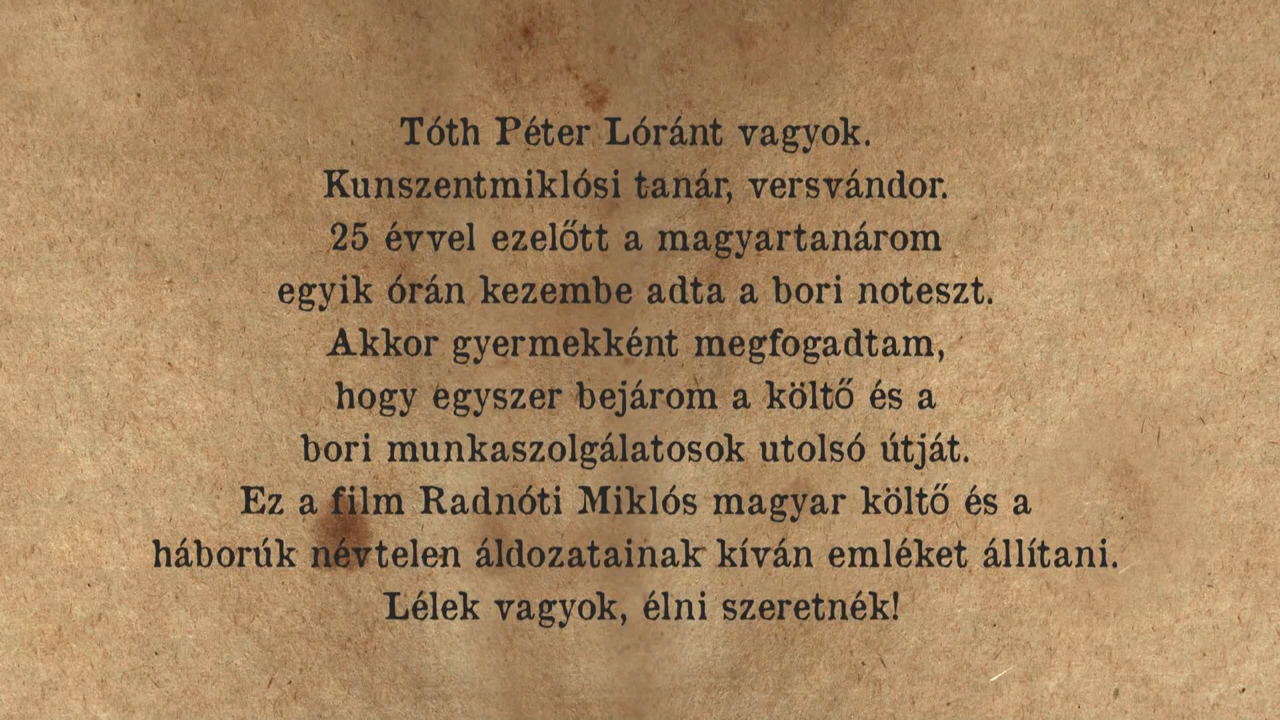 Tóth Péter Lóránt vagyok.
Kunszentmiklósi tanár, versvándor.
25 évvel ezelőtt a magyartanárom
egyik órán kezembe adta a bori noteszt.
Akkor gyermekként megfogadtam,
hogy egyszer bejárom a költő és a
bori munkaszolgálatosok utolsó útját.
Ez a film Radnóti Miklós magyar költő és a
háborúk névtelen áldozatainak kíván emléket állítani.
Lélek vagyok, élni szeretnék!